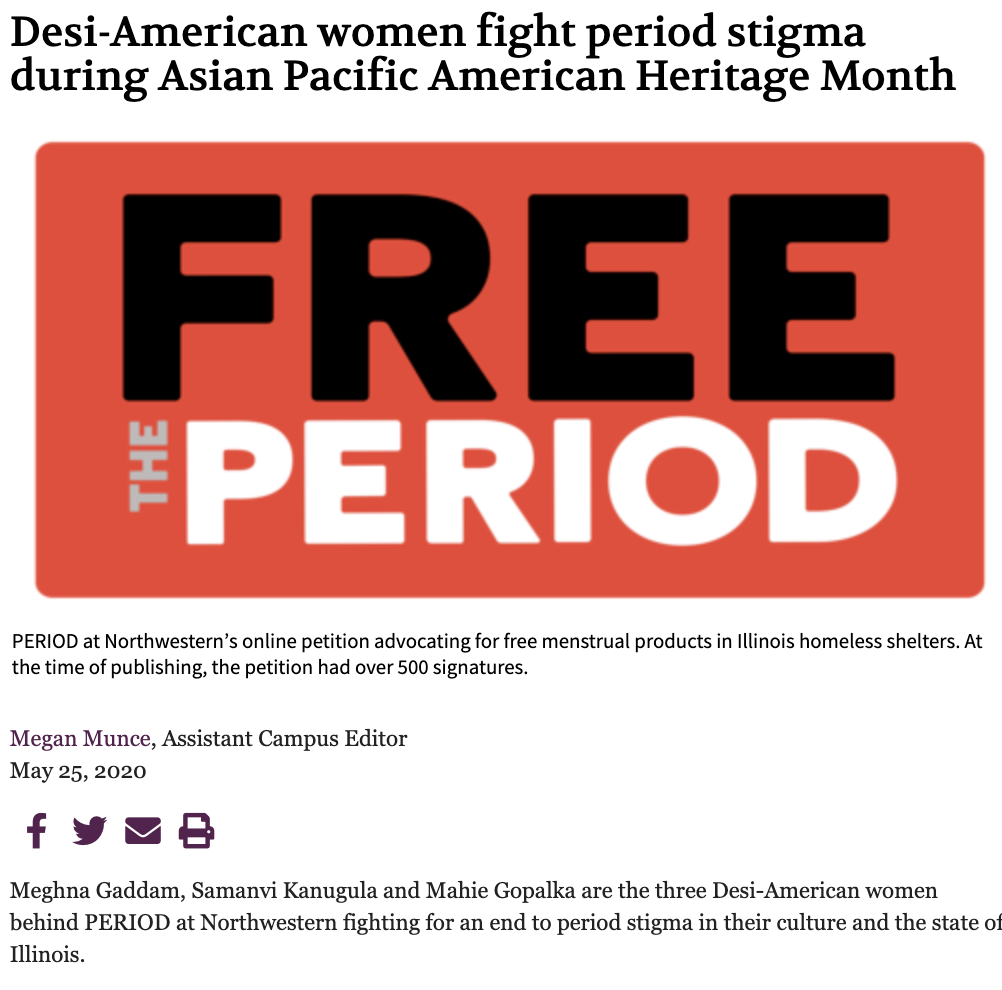 Desi-American women fight period stigma
during Asian Pacific American Heritage Month
FREE
THE PERIOD
PERIOD at Northwestern’s online petition advocating for free menstrual products in Illinois homeless shelters. At
the time of publishing, the petition had over 500 signatures.
Megan Munce, Assistant Campus Editor
May 25, 2020
Meghna Gaddam, Samanvi Kanugula and Mahie Gopalka are the three Desi-American women
behind PERIOD at Northwestern fighting for an end to period stigma in their culture and the state of
Illinois.